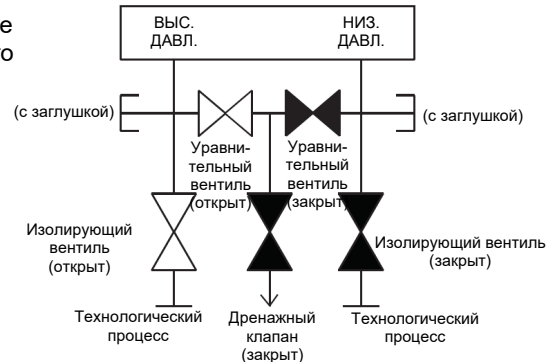 ВЫС.
ДАВЛ.
НИЗ.
ДАВЛ.
(с заглушкой)
(с заглушкой)
Уравни-
тельный
вентиль
(открыт)
Уравни-
тельный
вентиль
(закрыт)
Изолирующий
вентиль
(открыт)
Изолирующий вентиль
(закрыт)
Технологический
процесс
Дренажный
клапан
(закрыт)
Технологический
процесс